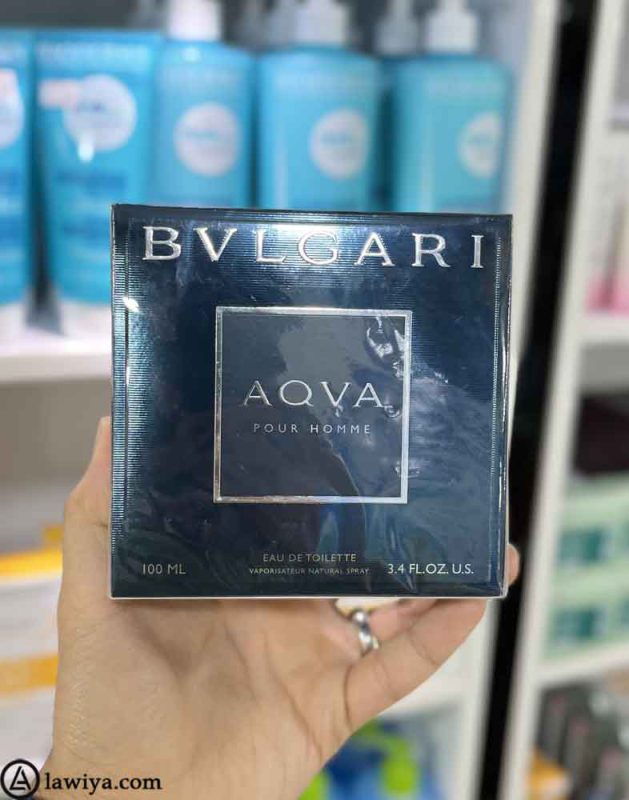 BVLGARI
AQVA
POUR HOMME
EAU DE TOILETTE
100 ML
VAPORISATEUR NATURAL SPRAY
3.4 FL.OZ. U.S.
lawiya.com